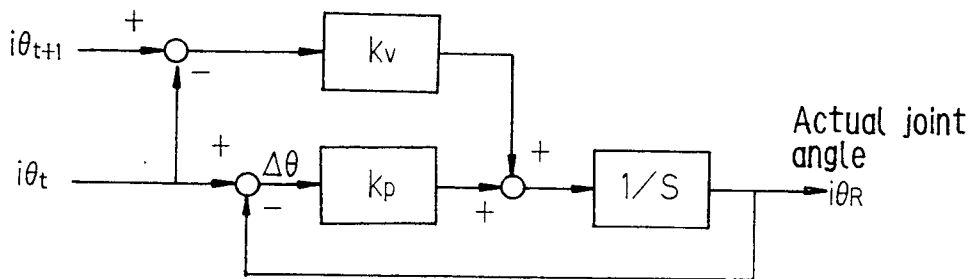 +
iθt+1
−
Kv
+
Δθ
iθt
−
Kp
+
+
1/S
Actual joint
angle
iθR